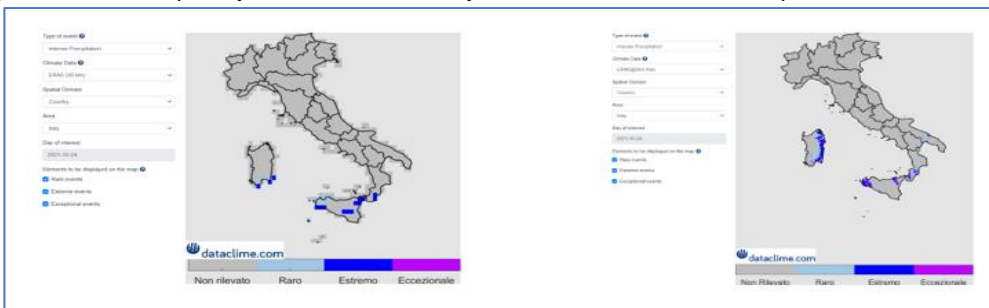 Type of event
Intense Precipitation
Climate Data
ERA5 (30 km)
Spatial Domain
Country
Area
Italy
Day of interest
2021-10-24
Elements to be displayed on the map
Rare events
Extreme events
Exceptional events
dataclime.com
Non rilevato Raro Estremo Eccezionale
Type of event
Intense Precipitation
Climate Data
Spatial Domain
Country
Area
Italy
Day of interest
2021-10-24
Elements to be displayed on the map
Rare events
Extreme events
Exceptional events
dataclime.com
Non Rilevato Raro Estremo Eccezionale